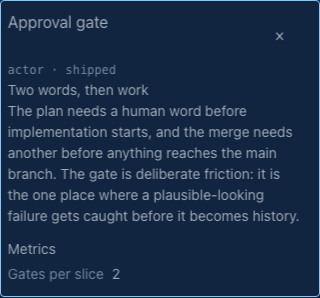 Approval gate
×
actor · shipped
Two words, then work
The plan needs a human word before
implementation starts, and the merge needs
another before anything reaches the main
branch. The gate is deliberate friction: it is
the one place where a plausible-looking
failure gets caught before it becomes history.
Metrics
Gates per slice 2